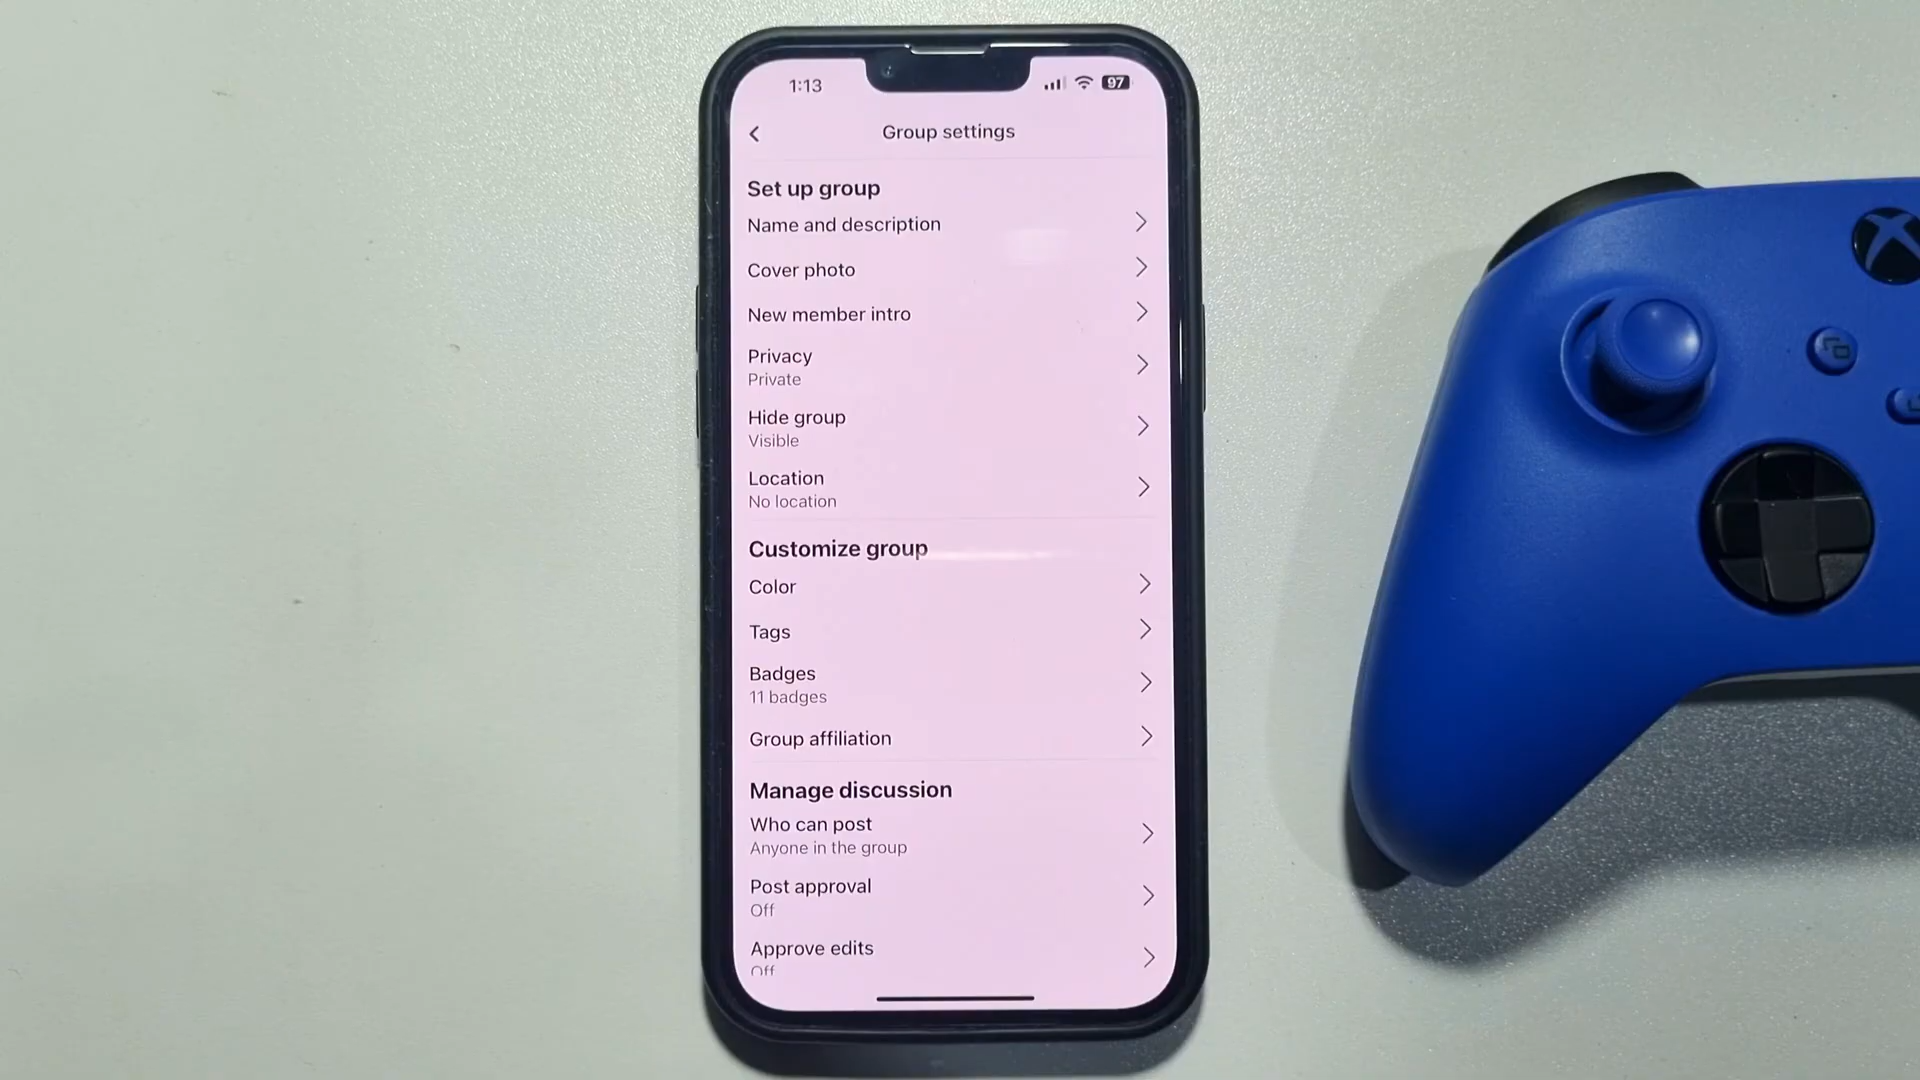 1:13
97
Group settings
Set up group
Name and description
Cover photo
New member intro
Privacy
Private
Hide group
Visible
Location
No location
Customize group
Color
Tags
Badges
11 badges
Group affiliation
Manage discussion
Who can post
Anyone in the group
Post approval
Off
Approve edits
Off